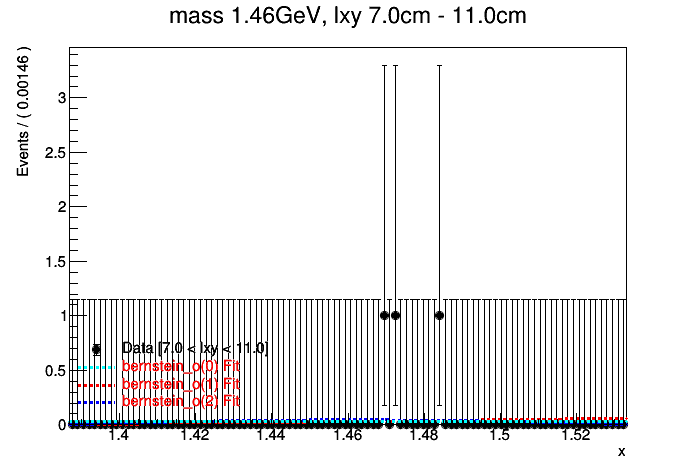 mass 1.46GeV, lxy 7.0cm - 11.0cm
Events / ( 0.00146 )
3
2.5
2
1.5
1
0.5
0
Data [7.0 < lxy < 11.0]
bernstein_o(0) Fit
bernstein_o(1) Fit
bernstein_o(2) Fit
1.4 1.42 1.44 1.46 1.48 1.5 1.52
x